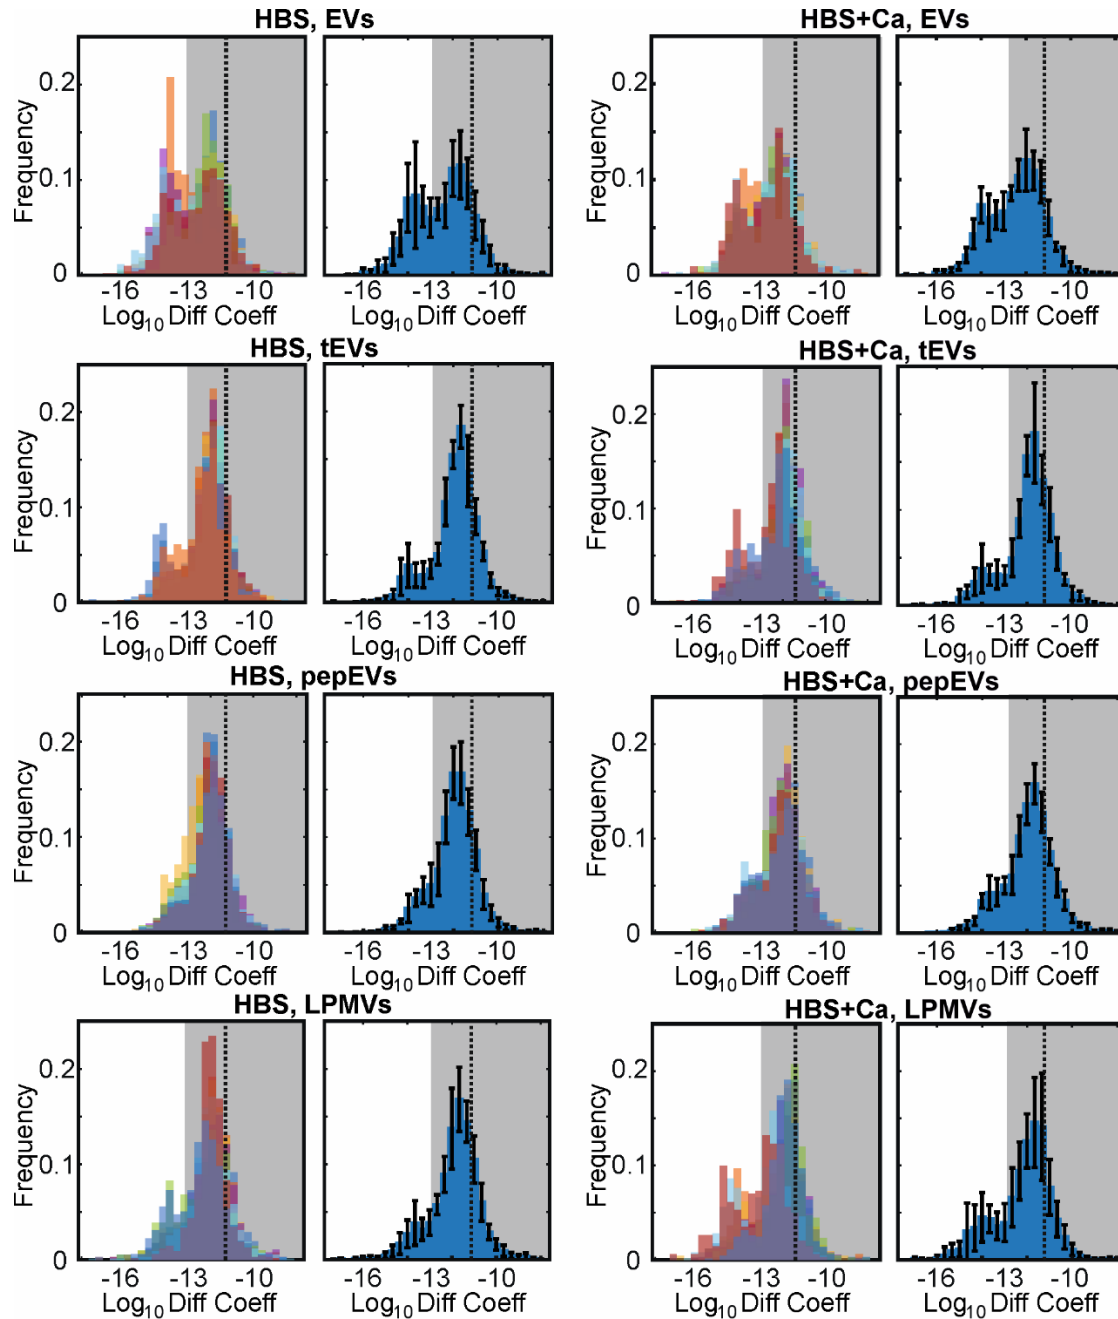 HBS, EVs
HBS+Ca, EVs
Frequency
0.2
0.1
0
-16 -13 -10
Log10 Diff Coeff
-16 -13 -10
Log10 Diff Coeff
Frequency
0.2
0.1
0
-16 -13 -10
Log10 Diff Coeff
-16 -13 -10
Log10 Diff Coeff
HBS, tEVs
HBS+Ca, tEVs
Frequency
0.2
0.1
0
-16 -13 -10
Log10 Diff Coeff
-16 -13 -10
Log10 Diff Coeff
Frequency
0.2
0.1
0
-16 -13 -10
Log10 Diff Coeff
-16 -13 -10
Log10 Diff Coeff
HBS, pepEVs
HBS+Ca, pepEVs
Frequency
0.2
0.1
0
-16 -13 -10
Log10 Diff Coeff
-16 -13 -10
Log10 Diff Coeff
Frequency
0.2
0.1
0
-16 -13 -10
Log10 Diff Coeff
-16 -13 -10
Log10 Diff Coeff
HBS, LPMVs
HBS+Ca, LPMVs
Frequency
0.2
0.1
0
-16 -13 -10
Log10 Diff Coeff
-16 -13 -10
Log10 Diff Coeff
Frequency
0.2
0.1
0
-16 -13 -10
Log10 Diff Coeff
-16 -13 -10
Log10 Diff Coeff